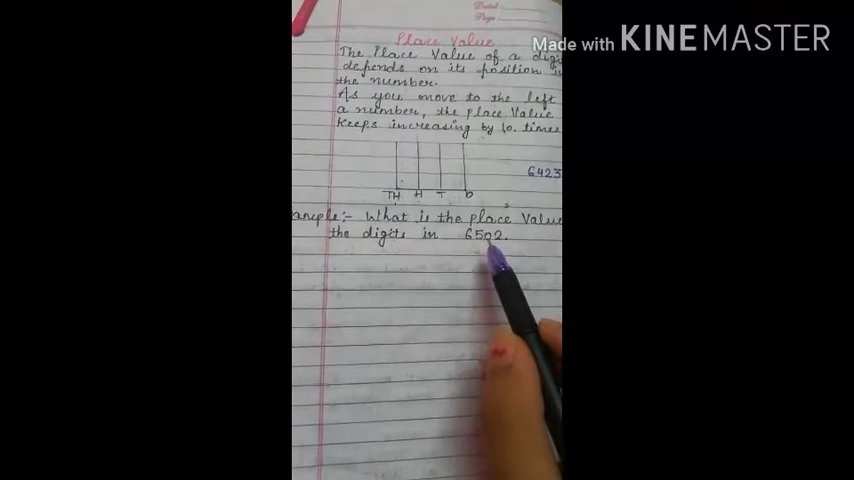 Made with KINEMASTER
Place Value
The Place Value of a digi
depends on its position i
the number.
As you move to the left
a number, the place Value
keeps increasing by 10. times
6423
TH H T O
ample:- What is the place Value
the digits in 6502.